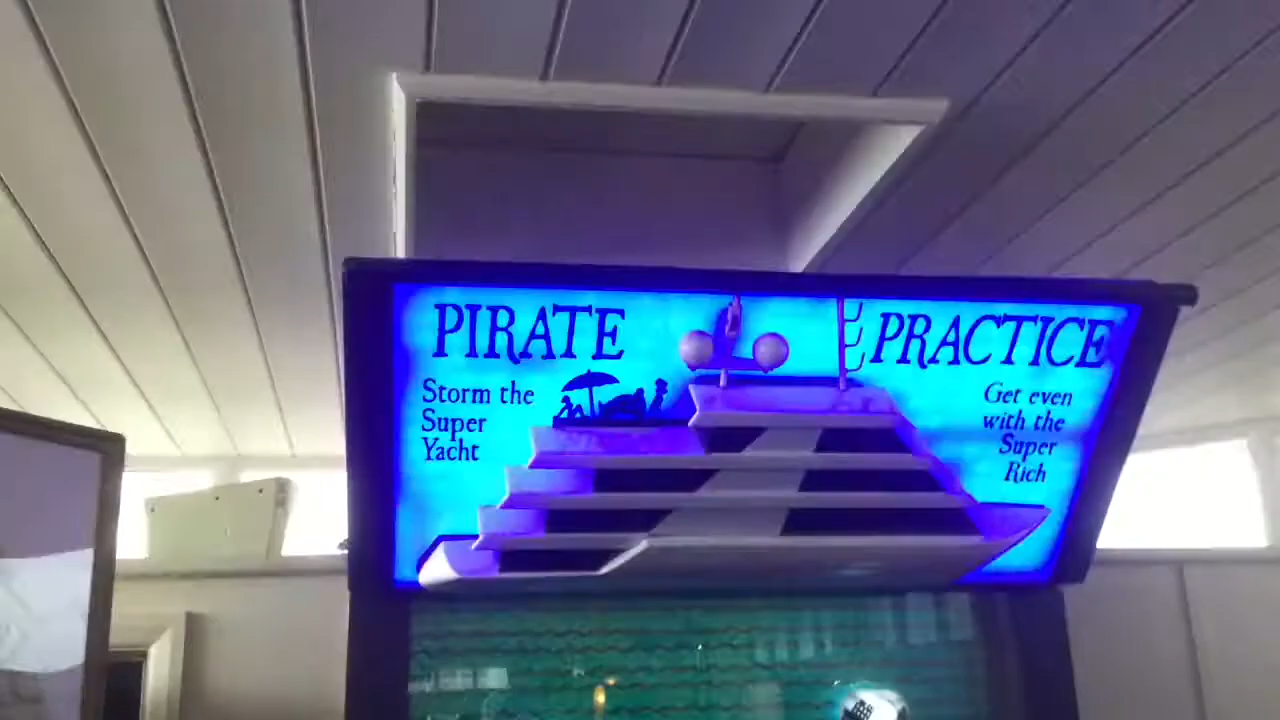 PIRATE PRACTICE
Storm the
Super
Yacht
Get even
with the
Super
Rich